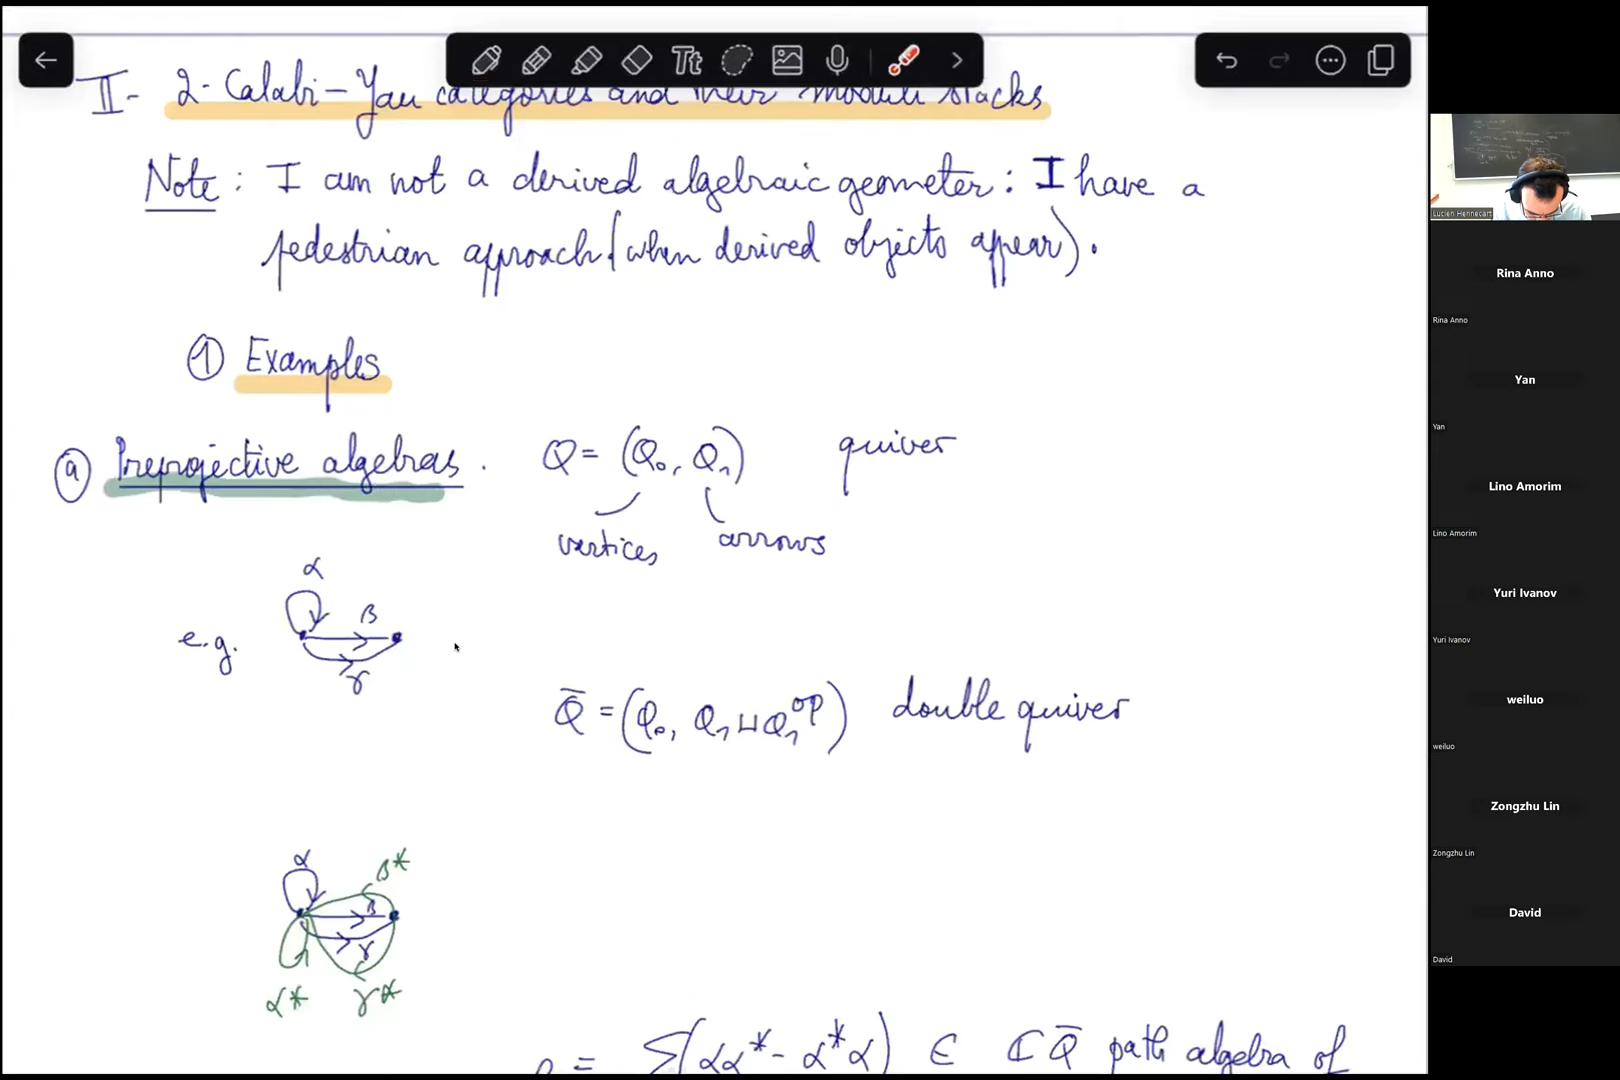 II- 2-Calabi-Yau categories and their moduli stacks
Note : I am not a derived algebraic geometer : I have a
pedestrian approach (when derived objects appear).
① Examples
ⓐ Preprojective algebras. Q = (Q₀, Q₁) quiver
vertices arrows
α
e.g. β
γ
Q̄ = (Q₀, Q₁ ⊔ Q₁^op) double quiver
α β*
β
γ
α* γ*
ρ = Σ(αα* - α*α) ∈ ℂQ̄ path algebra of
Tt
Lucien Hennecart
Rina Anno
Rina Anno
Yan
Yan
Lino Amorim
Lino Amorim
Yuri Ivanov
Yuri Ivanov
weiluo
weiluo
Zongzhu Lin
Zongzhu Lin
David
David